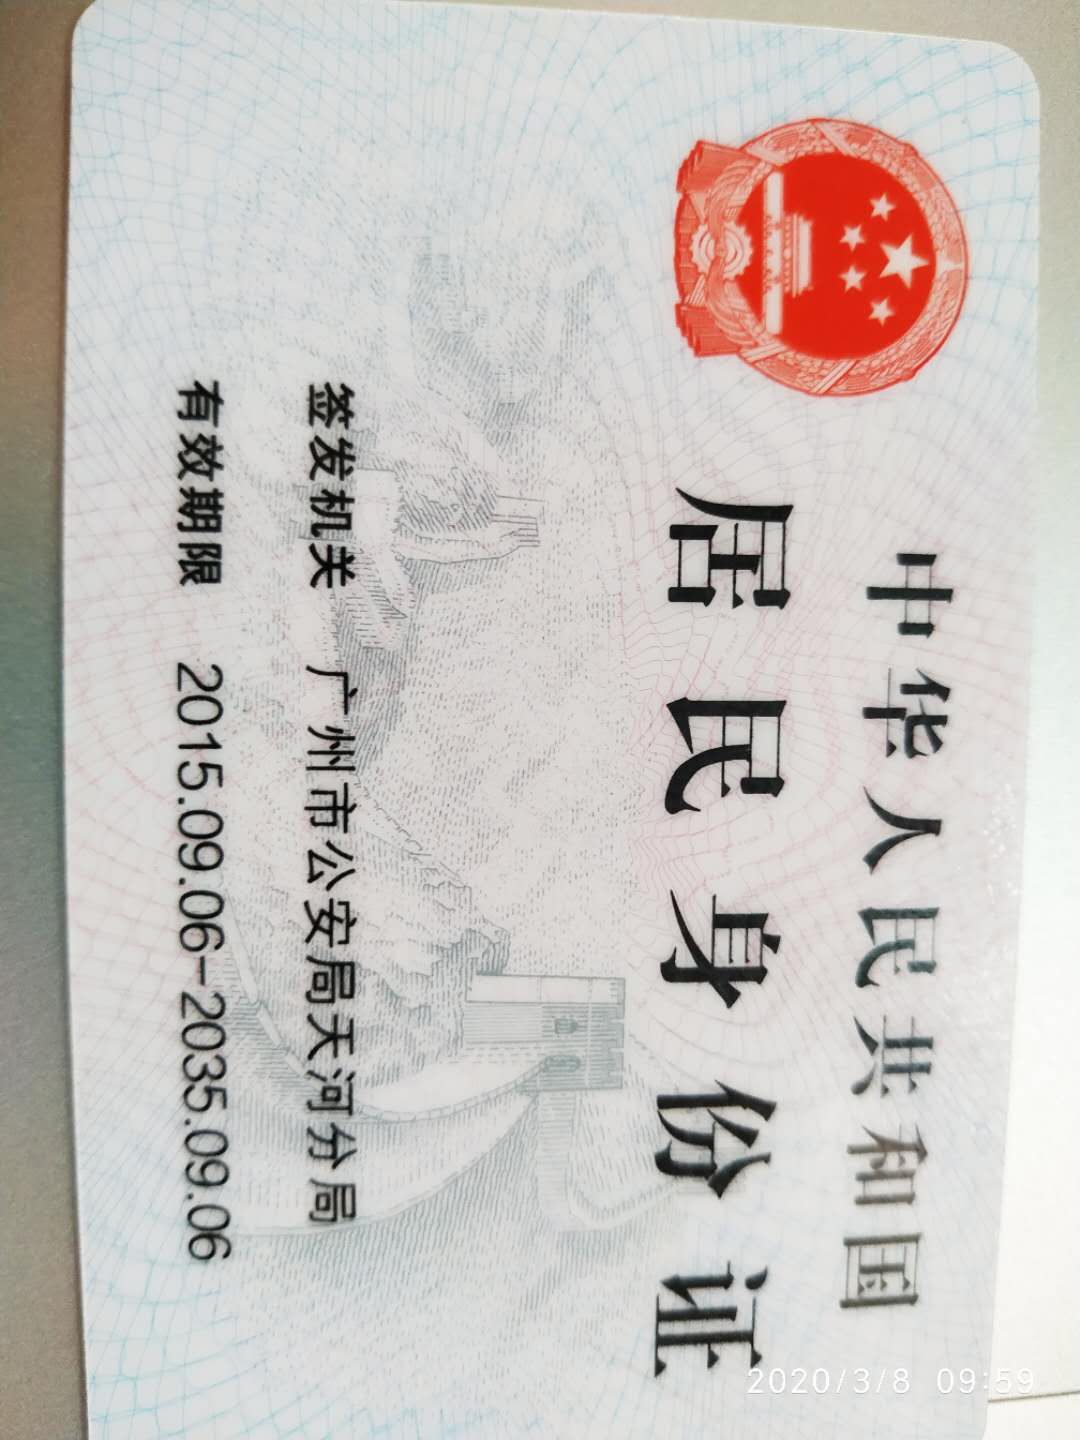 中华人民共和国
居民身份证
签发机关 广州市公安局天河分局
有效期限 2015.09.06-2035.09.06
2020/3/8 09:59